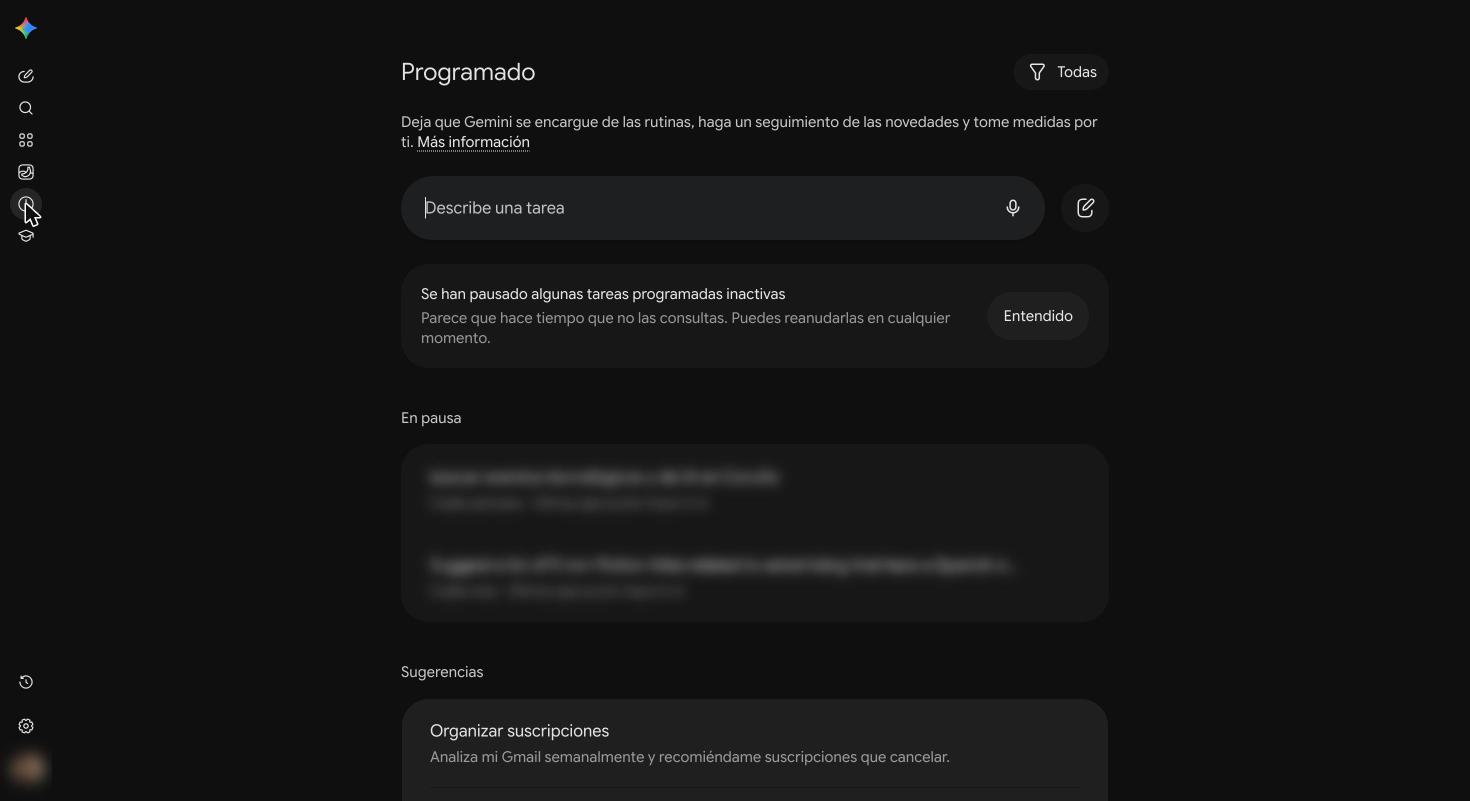 Programado
Todas
Deja que Gemini se encargue de las rutinas, haga un seguimiento de las novedades y tome medidas por
ti. Más información
Describe una tarea
Se han pausado algunas tareas programadas inactivas
Parece que hace tiempo que no las consultas. Puedes reanudarlas en cualquier
momento.
Entendido
En pausa
Sugerencias
Organizar suscripciones
Analiza mi Gmail semanalmente y recomiéndame suscripciones que cancelar.